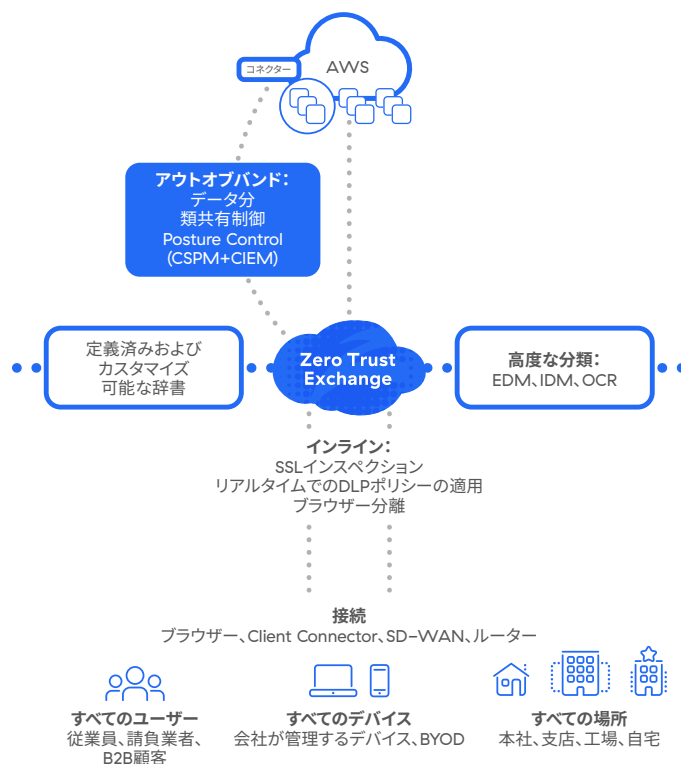 コネクター
AWS
アウトオブバンド：
データ分
類共有制御
Posture Control
(CSPM+CIEM)
定義済みおよび
カスタマイズ
可能な辞書
Zero Trust
Exchange
高度な分類：
EDM、IDM、OCR
インライン：
SSLインスペクション
リアルタイムでのDLPポリシーの適用
ブラウザー分離
接続
ブラウザー、Client Connector、SD-WAN、ルーター
すべてのユーザー
従業員、請負業者、
B2B顧客
すべてのデバイス
会社が管理するデバイス、BYOD
すべての場所
本社、支店、工場、自宅